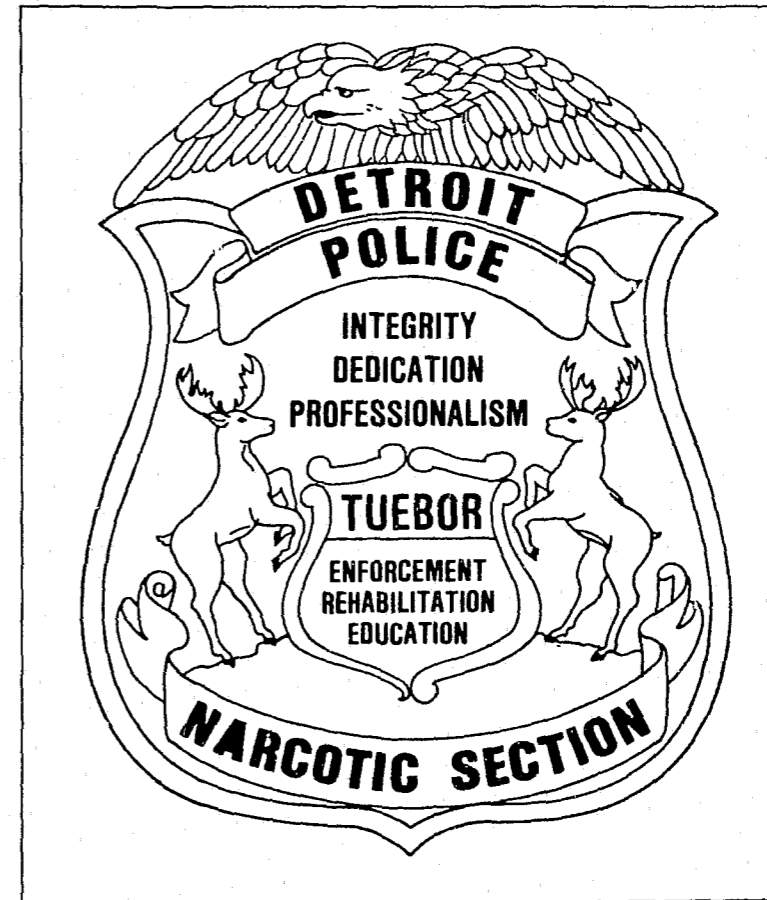 DETROIT
POLICE
INTEGRITY
DEDICATION
PROFESSIONALISM
TUEBOR
ENFORCEMENT
REHABILITATION
EDUCATION
NARCOTIC SECTION